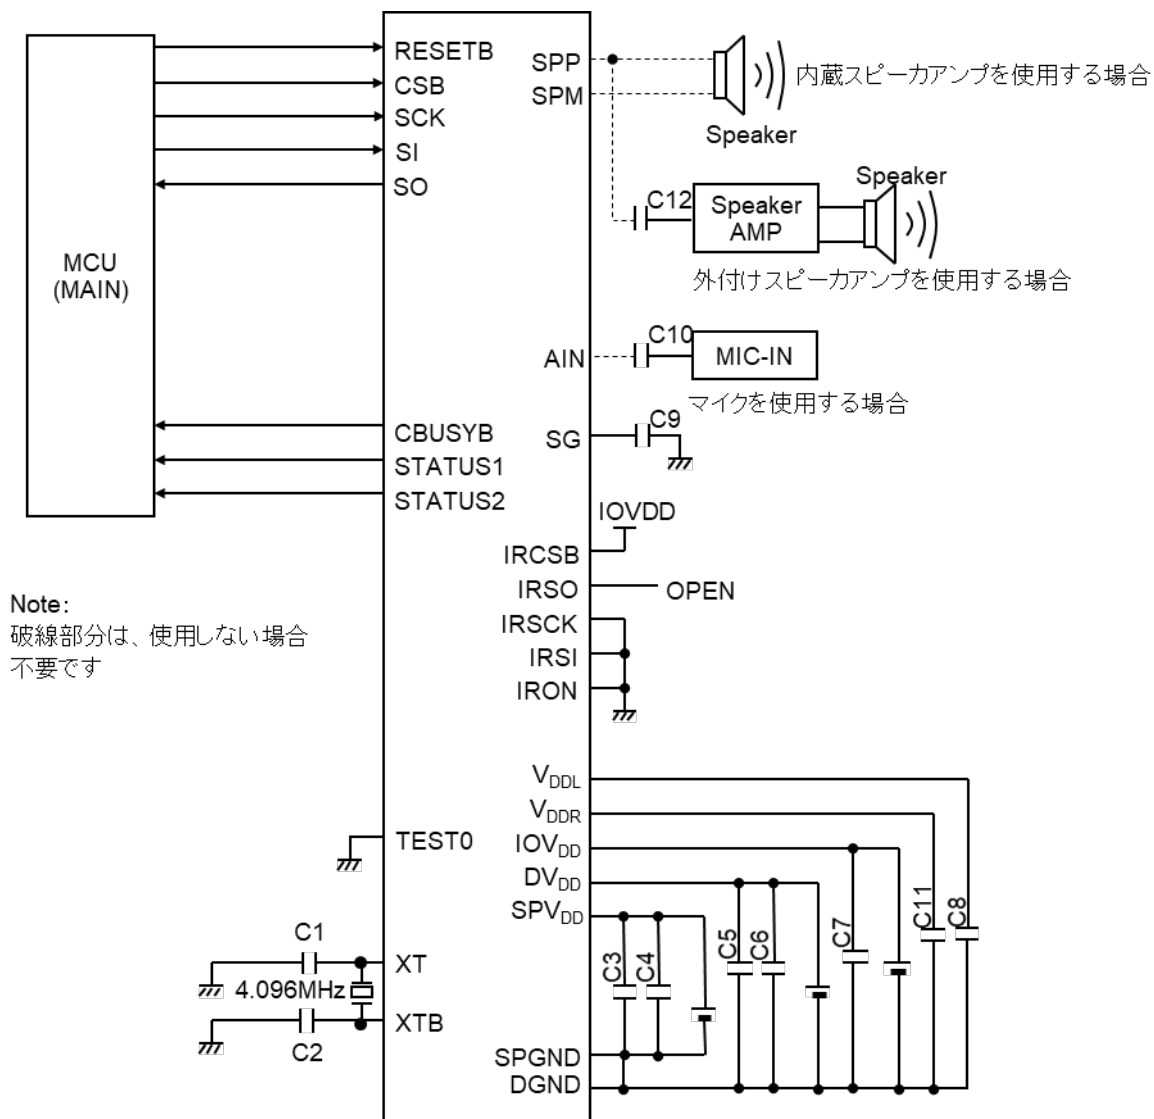 MCU
(MAIN)
RESETB
CSB
SCK
SI
SO
CBUSYB
STATUS1
STATUS2
TEST0
XT
XTB
C1
4.096MHz
C2
Note:
破線部分は、使用しない場合
不要です
SPP
SPM
Speaker
内蔵スピーカアンプを使用する場合
C12
Speaker
AMP
Speaker
外付けスピーカアンプを使用する場合
AIN
C10
MIC-IN
マイクを使用する場合
SG
C9
IOVDD
IRCSB
IRSO
OPEN
IRSCK
IRSI
IRON
VDDL
VDDR
IOVDD
DVDD
SPVDD
C3
C4
C5
C6
C7
C11
C8
SPGND
DGND